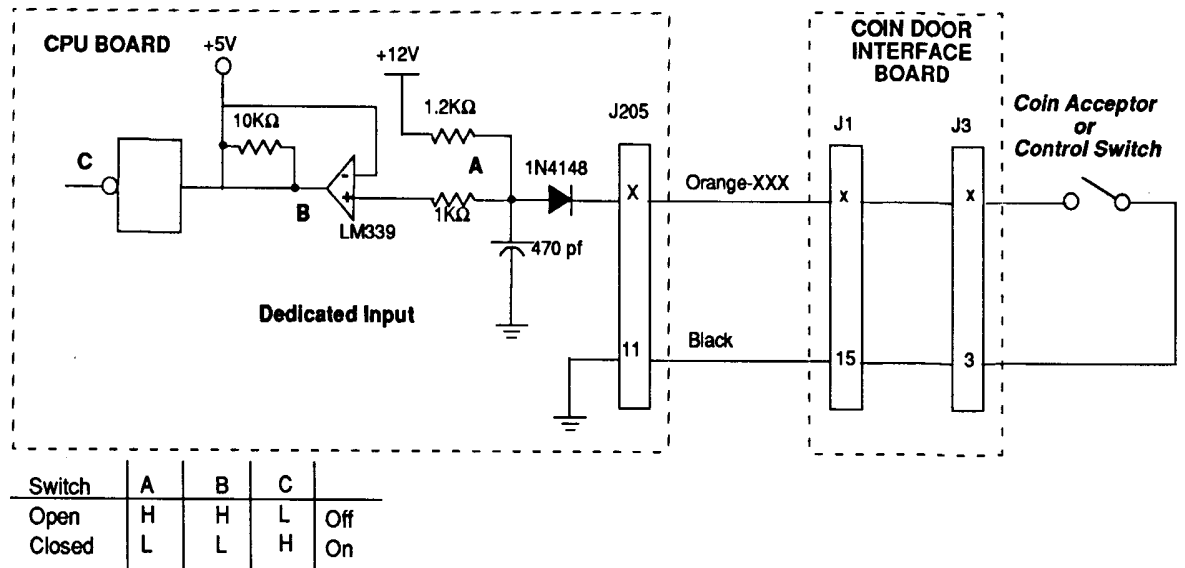 CPU BOARD
+5V
+12V
COIN DOOR
INTERFACE
BOARD
1.2KΩ
J205
Coin Acceptor
or
Control Switch
10KΩ
J1
J3
C
A
1N4148
-
X
Orange-XXX
x
x
B
+
1KΩ
LM339
470 pf
Dedicated Input
11
Black
15
3
Switch A B C
Open H H L Off
Closed L L H On